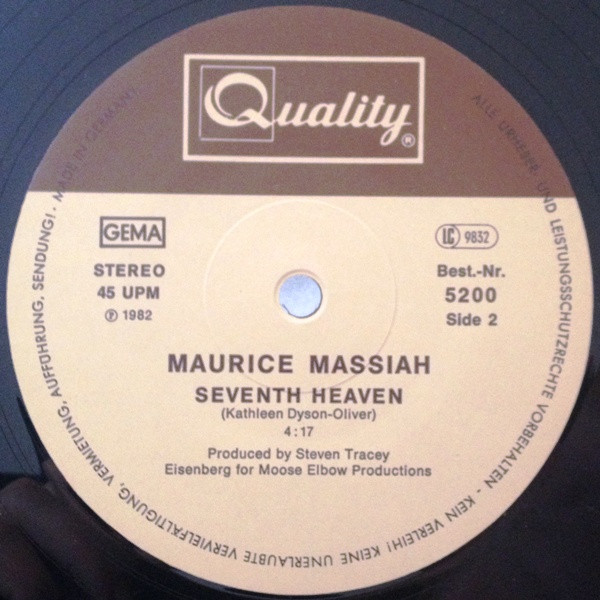 Quality®
GEMA
STEREO
45 UPM
Ⓟ 1982
LC 9832
Best.-Nr.
5200
Side 2
MAURICE MASSIAH
SEVENTH HEAVEN
(Kathleen Dyson-Oliver)
4:17
Produced by Steven Tracey
Eisenberg for Moose Elbow Productions
ALLE URHEBER- UND LEISTUNGSSCHUTZRECHTE VORBEHALTEN - KEIN VERLEIH! KEINE UNERLAUBTE VERVIELFÄLTIGUNG, VERMIETUNG, AUFFÜHRUNG, SENDUNG! · MADE IN GERMANY ·